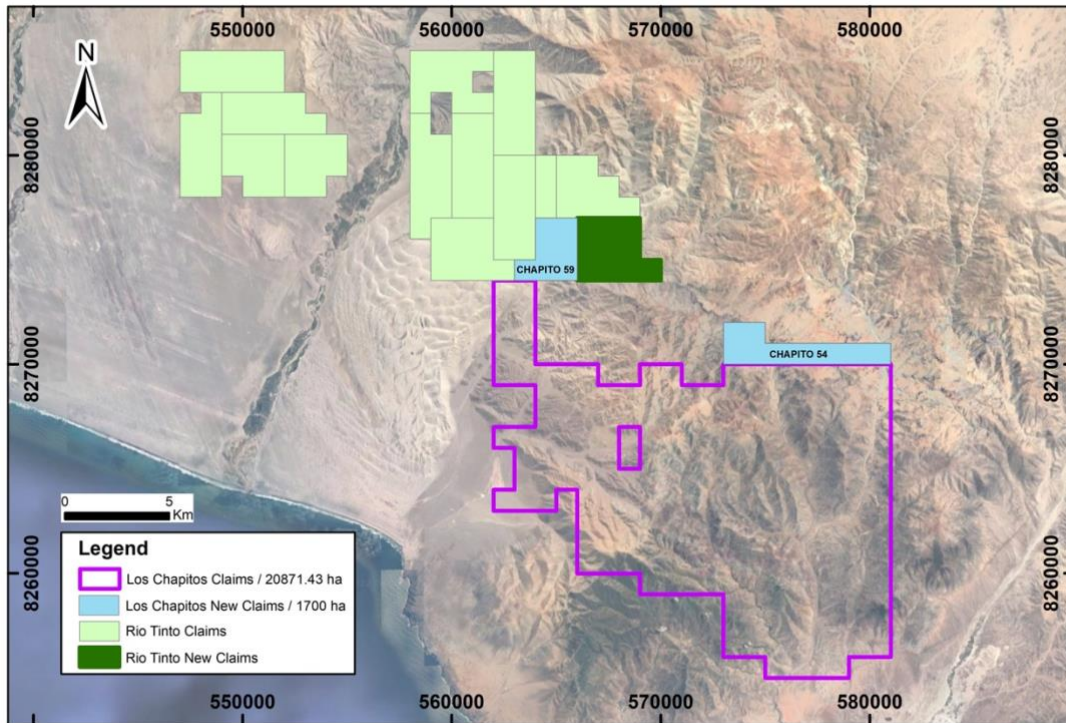 550000
560000
570000
580000
N
8280000
8280000
CHAPITO 59
CHAPITO 54
8270000
8270000
0
5
Km
Legend
Los Chapitos Claims / 20871.43 ha
Los Chapitos New Claims / 1700 ha
Rio Tinto Claims
Rio Tinto New Claims
8260000
8260000
550000
560000
570000
580000